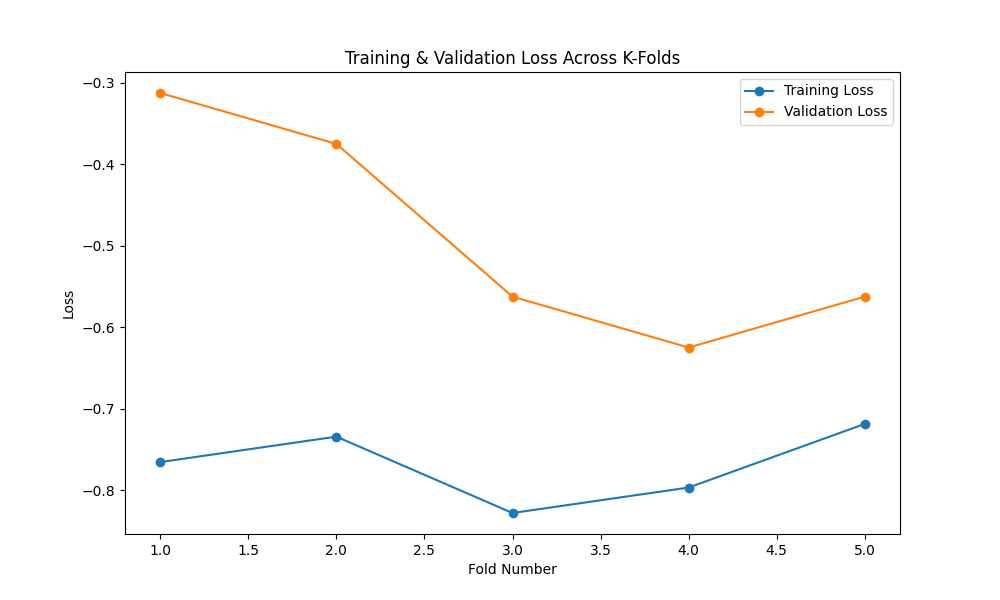 Training & Validation Loss Across K-Folds
Training Loss
Validation Loss
Loss
−0.3
−0.4
−0.5
−0.6
−0.7
−0.8
1.0 1.5 2.0 2.5 3.0 3.5 4.0 4.5 5.0
Fold Number